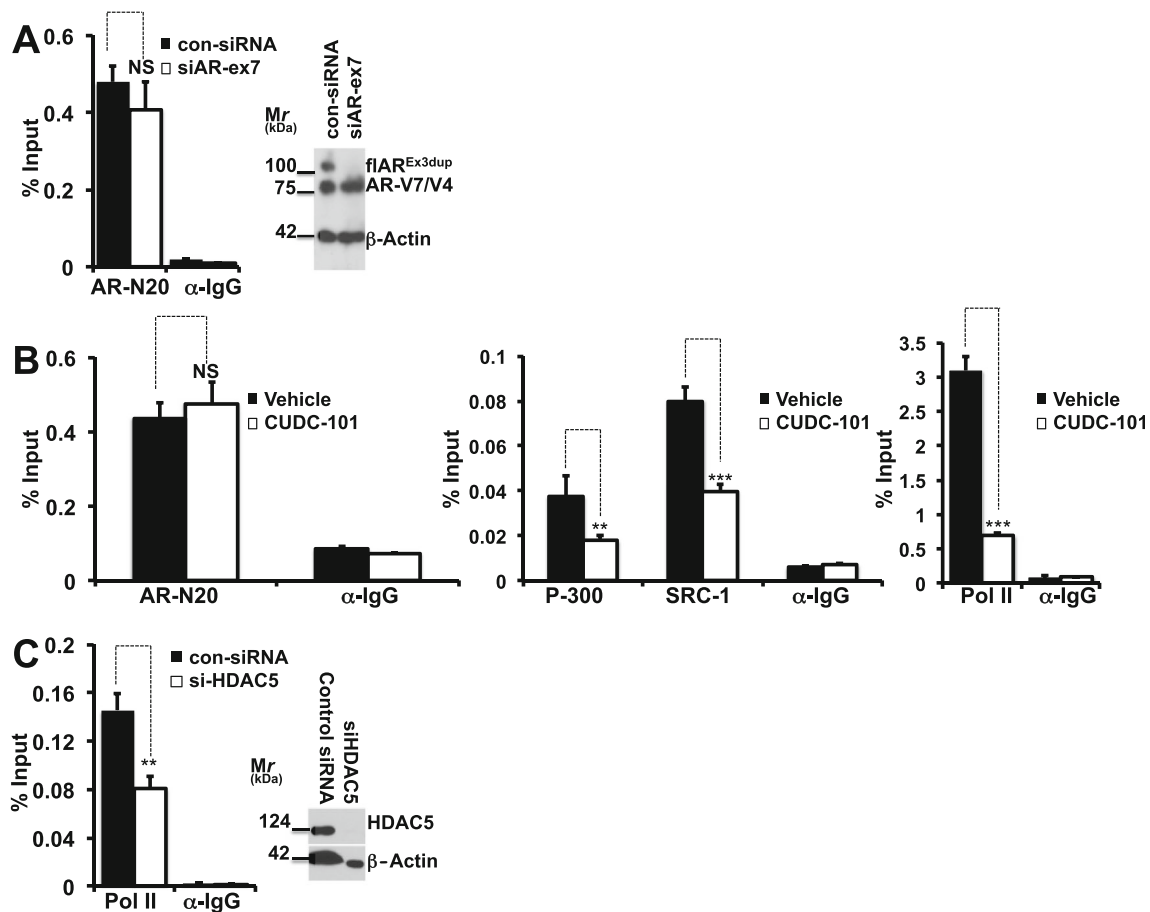 A
0.6
0.4
0.2
0
% Input
con-siRNA
siAR-ex7
NS
AR-N20 α-IgG
Mr
(kDa)
con-siRNA
siAR-ex7
100
75
42
flAR^Ex3dup
AR-V7/V4
β-Actin
B
0.6
0.4
0.2
0
% Input
NS
Vehicle
CUDC-101
AR-N20 α-IgG
0.1
0.08
0.06
0.04
0.02
0
% Input
**
***
Vehicle
CUDC-101
P-300 SRC-1 α-IgG
3.5
3
2.5
2
1.5
1
0.5
0
% Input
***
Vehicle
CUDC-101
Pol II α-IgG
C
0.2
0.16
0.12
0.08
0.04
0
% Input
con-siRNA
si-HDAC5
**
Pol II α-IgG
Mr
(kDa)
Control siRNA
siHDAC5
124
42
HDAC5
β-Actin